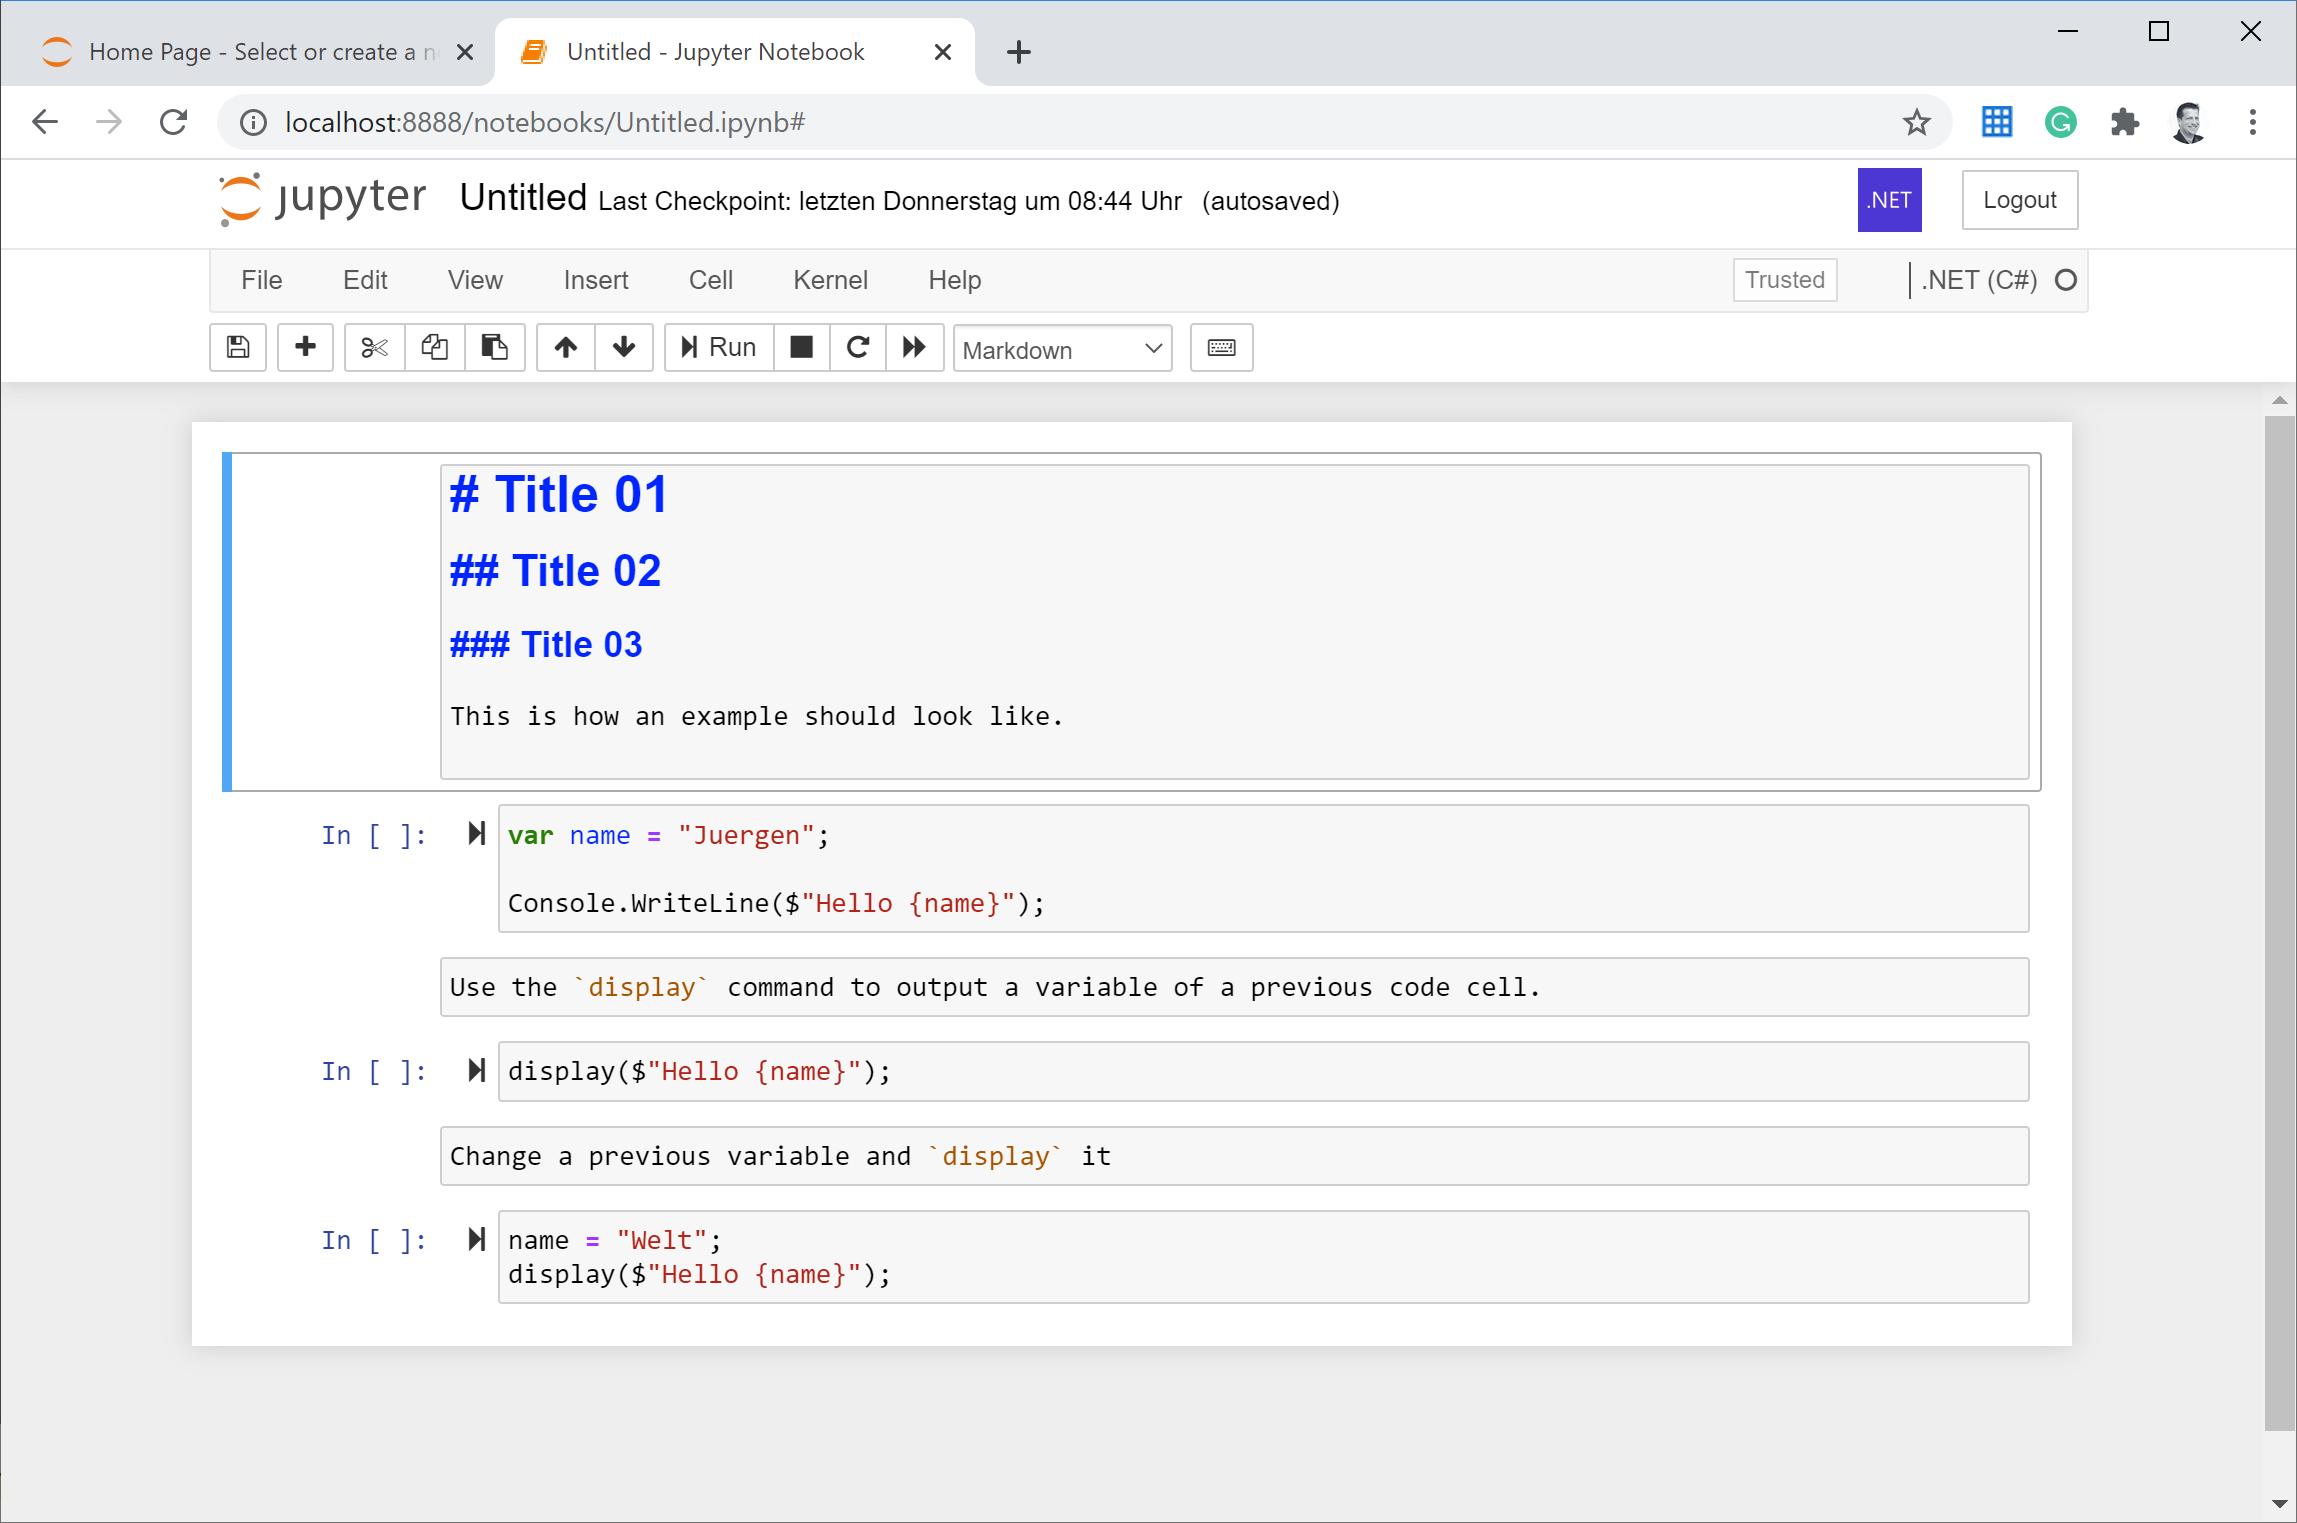 Home Page - Select or create a n
Untitled - Jupyter Notebook
localhost:8888/notebooks/Untitled.ipynb#
jupyter Untitled Last Checkpoint: letzten Donnerstag um 08:44 Uhr (autosaved)
.NET
Logout
File Edit View Insert Cell Kernel Help
Trusted
.NET (C#)
Run
Markdown
# Title 01
## Title 02
### Title 03
This is how an example should look like.
In [ ]: var name = "Juergen";
Console.WriteLine($"Hello {name}");
Use the `display` command to output a variable of a previous code cell.
In [ ]: display($"Hello {name}");
Change a previous variable and `display` it
In [ ]: name = "Welt";
display($"Hello {name}");